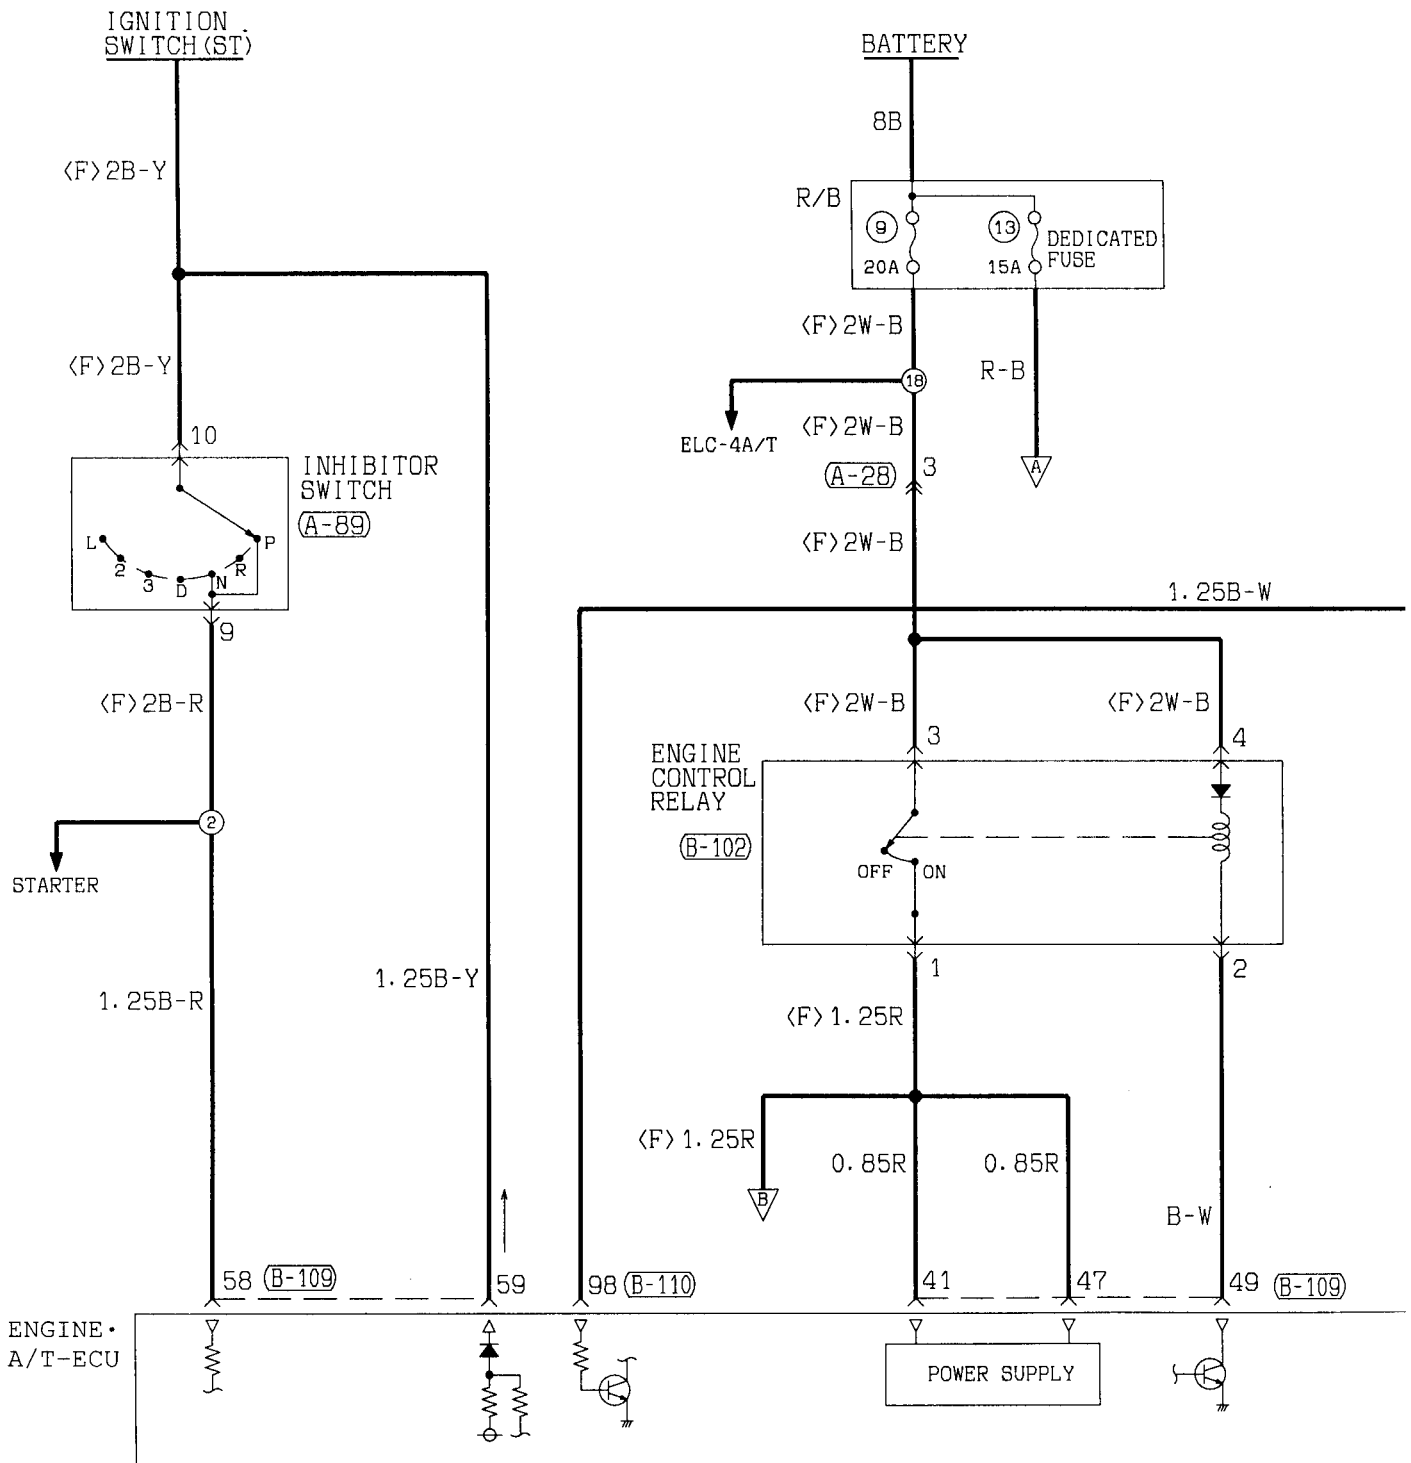 IGNITION
SWITCH(ST)
BATTERY
8B
<F>2B-Y
R/B
9
13
DEDICATED
FUSE
20A
15A
<F>2W-B
<F>2B-Y
R-B
18
<F>2W-B
ELC-4A/T
10
A-28
3
A
INHIBITOR
SWITCH
A-89
<F>2W-B
L
2
3
D
N
R
P
1.25B-W
9
<F>2B-R
<F>2W-B
<F>2W-B
3
4
ENGINE
CONTROL
RELAY
B-102
OFF
ON
2
STARTER
1
2
1.25B-R
1.25B-Y
<F>1.25R
<F>1.25R
0.85R
0.85R
B
B-W
58
B-109
59
98
B-110
41
47
49
B-109
ENGINE·
A/T-ECU
POWER SUPPLY